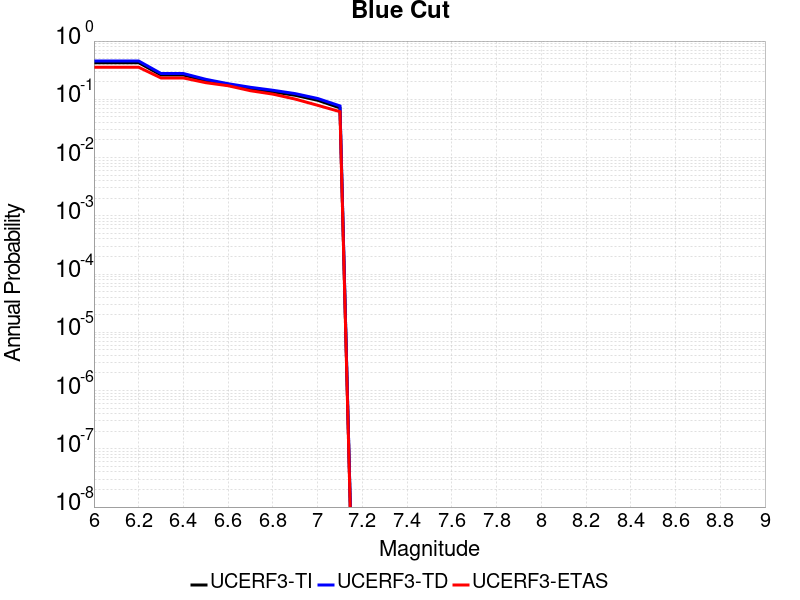 Blue Cut
10^0
10^-1
10^-2
10^-3
10^-4
10^-5
10^-6
10^-7
10^-8
Annual Probability
6 6.2 6.4 6.6 6.8 7 7.2 7.4 7.6 7.8 8 8.2 8.4 8.6 8.8 9
Magnitude
UCERF3-TI UCERF3-TD UCERF3-ETAS